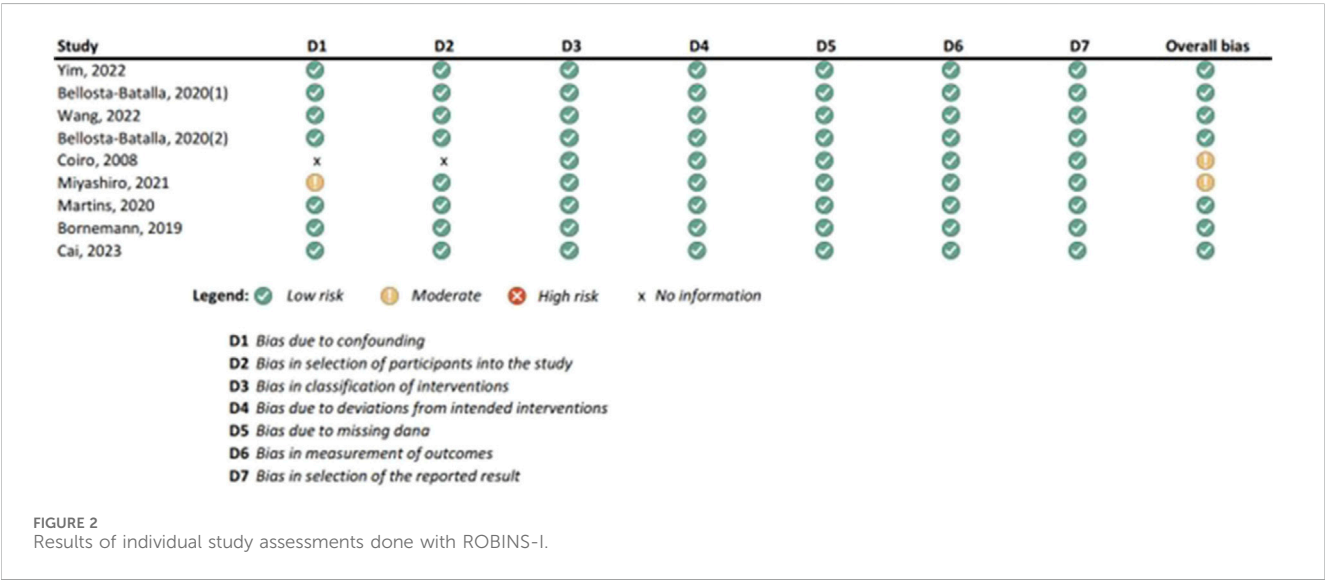 Study D1 D2 D3 D4 D5 D6 D7 Overall bias
Yim, 2022
Bellosta-Batalla, 2020(1)
Wang, 2022
Bellosta-Batalla, 2020(2)
Coiro, 2008 x x
Miyashiro, 2021
Martins, 2020
Bornemann, 2019
Cai, 2023
Legend: Low risk Moderate High risk x No information
D1 Bias due to confounding
D2 Bias in selection of participants into the study
D3 Bias in classification of interventions
D4 Bias due to deviations from intended interventions
D5 Bias due to missing dana
D6 Bias in measurement of outcomes
D7 Bias in selection of the reported result
FIGURE 2
Results of individual study assessments done with ROBINS-I.